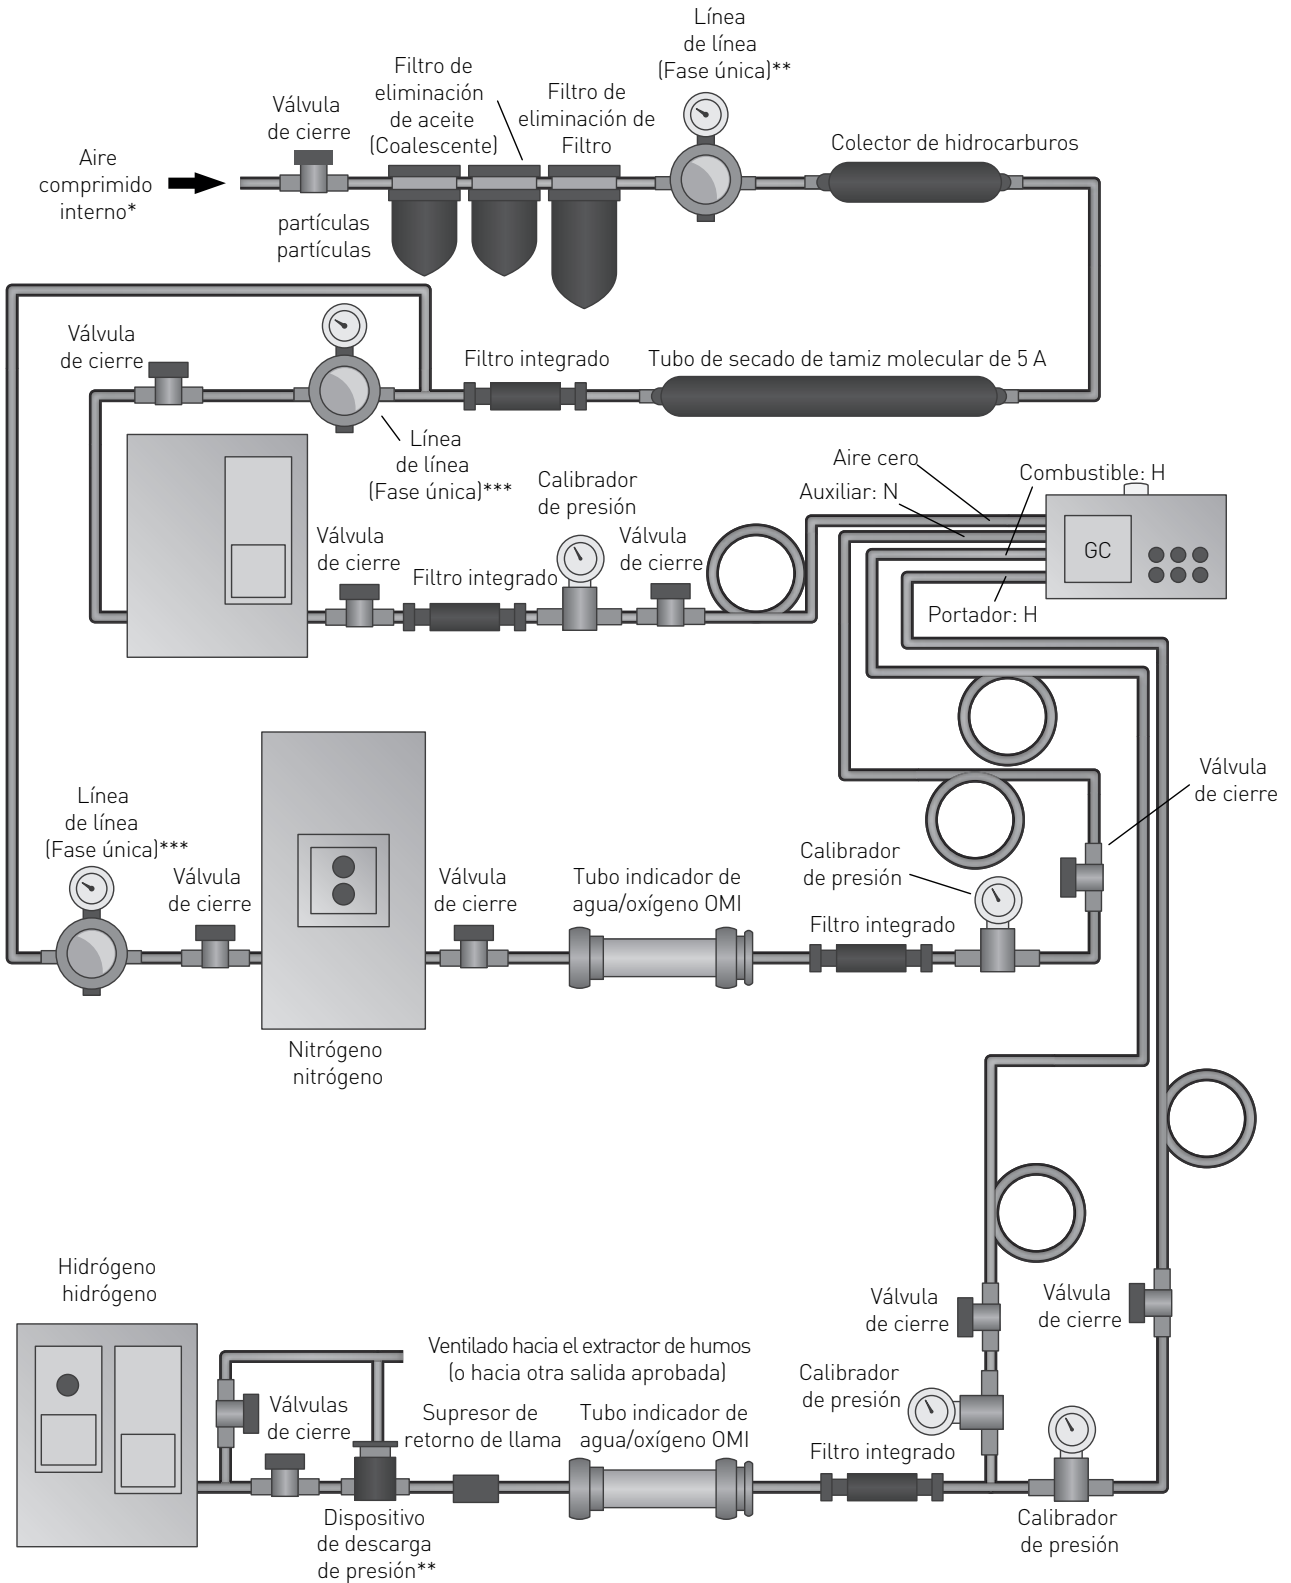 Línea
de línea
(Fase única)**
Filtro de
eliminación
de aceite
(Coalescente)
Filtro de
eliminación de
Filtro
Válvula
de cierre
Colector de hidrocarburos
Aire
comprimido
interno*
partículas
partículas
Válvula
de cierre
Filtro integrado
Tubo de secado de tamiz molecular de 5 A
Línea
de línea
(Fase única)***
Calibrador
de presión
Aire cero
Combustible: H
Auxiliar: N
GC
Portador: H
Válvula
de cierre
Filtro integrado
Válvula
de cierre
Válvula
de cierre
Línea
de línea
(Fase única)***
Válvula
de cierre
Válvula
de cierre
Tubo indicador de
agua/oxígeno OMI
Calibrador
de presión
Filtro integrado
Nitrógeno
nitrógeno
Hidrógeno
hidrógeno
Válvula
de cierre
Válvula
de cierre
Ventilado hacia el extractor de humos
(o hacia otra salida aprobada)
Calibrador
de presión
Válvulas
de cierre
Supresor de
retorno de llama
Tubo indicador de
agua/oxígeno OMI
Filtro integrado
Dispositivo
de descarga
de presión**
Calibrador
de presión